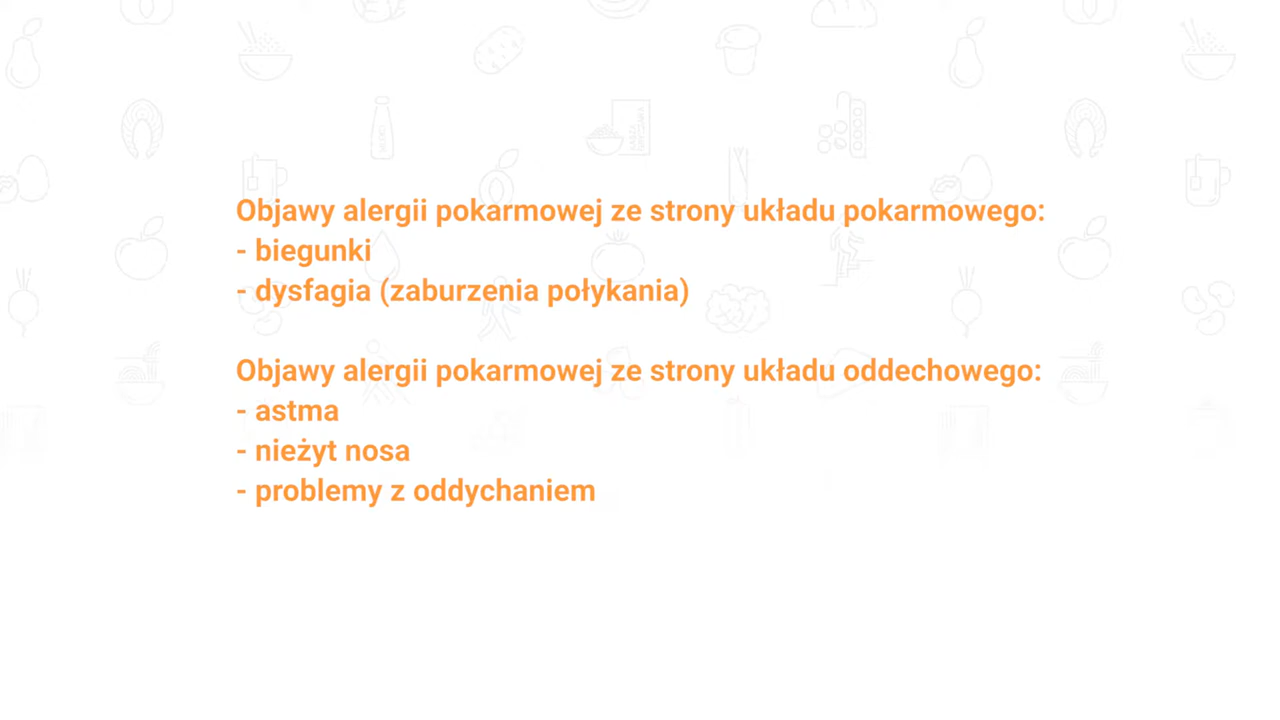 Objawy alergii pokarmowej ze strony układu pokarmowego:
- biegunki
- dysfagia (zaburzenia połykania)
Objawy alergii pokarmowej ze strony układu oddechowego:
- astma
- nieżyt nosa
- problemy z oddychaniem